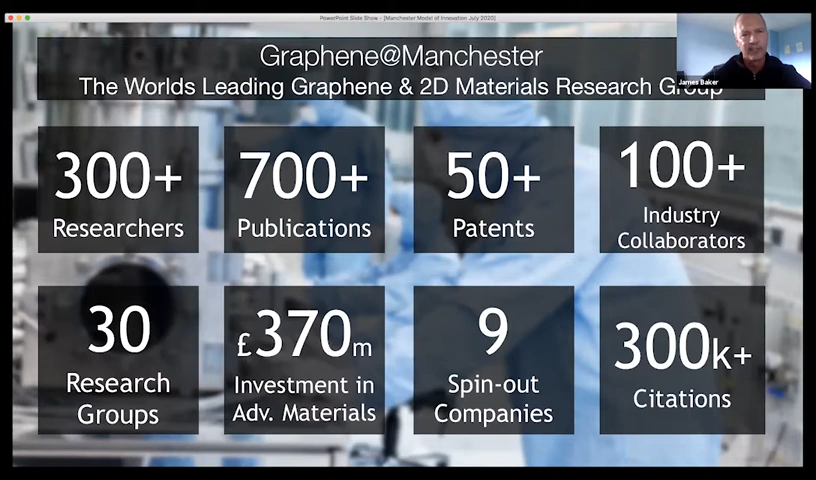 PowerPoint Slide Show - [Manchester Model of Innovation July 2020]
James Baker
Graphene@Manchester
The Worlds Leading Graphene & 2D Materials Research Group
300+
Researchers
700+
Publications
50+
Patents
100+
Industry
Collaborators
30
Research
Groups
£370m
Investment in
Adv. Materials
9
Spin-out
Companies
300k+
Citations